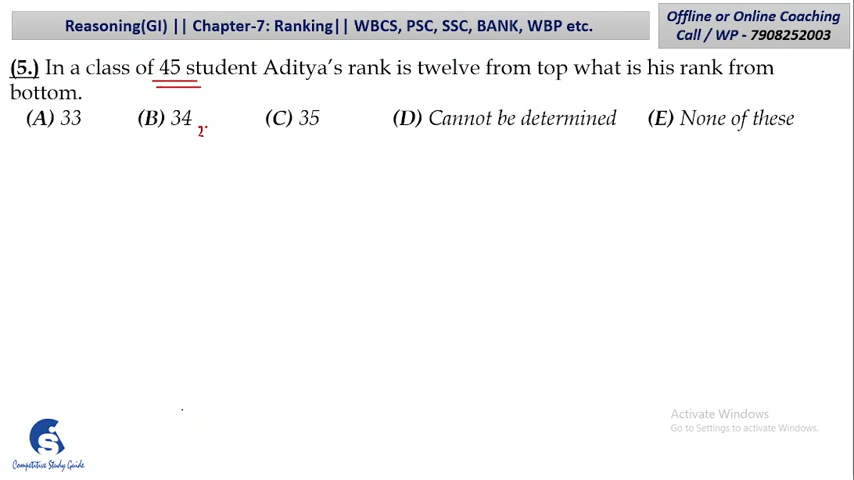 Reasoning(GI) || Chapter-7: Ranking|| WBCS, PSC, SSC, BANK, WBP etc.
Offline or Online Coaching
Call / WP - 7908252003
(5.) In a class of 45 student Aditya’s rank is twelve from top what is his rank from
bottom.
(A) 33 (B) 34 (C) 35 (D) Cannot be determined (E) None of these
Activate Windows
Go to Settings to activate Windows.
S
Competitive Study Guide